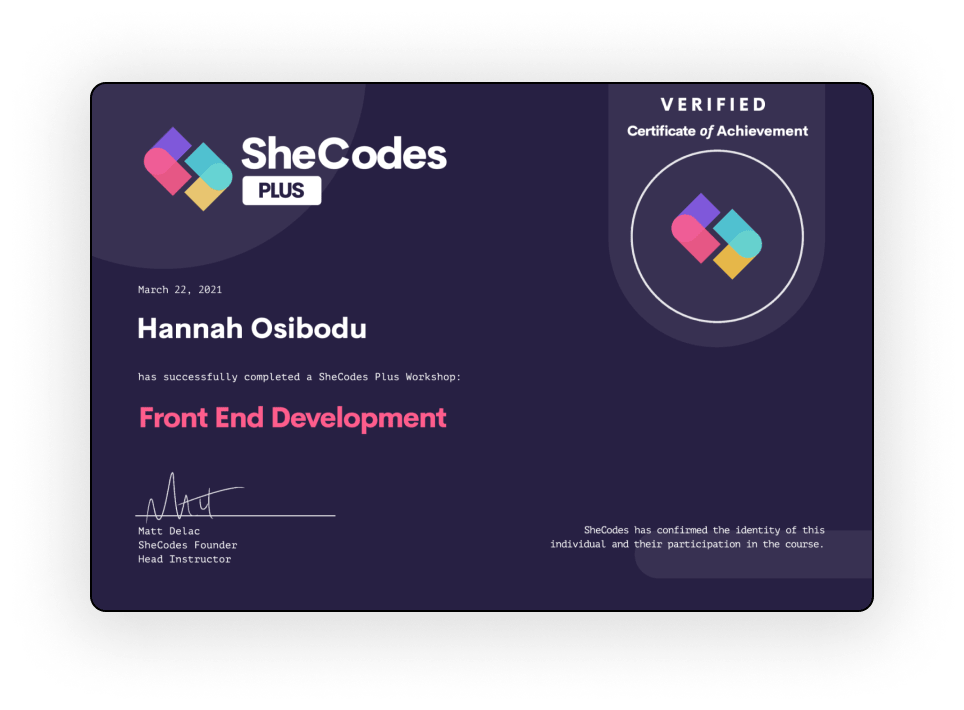 SheCodes
PLUS
VERIFIED
Certificate of Achievement
March 22, 2021
Hannah Osibodu
has successfully completed a SheCodes Plus Workshop:
Front End Development
Matt Delac
SheCodes Founder
Head Instructor
SheCodes has confirmed the identity of this
individual and their participation in the course.